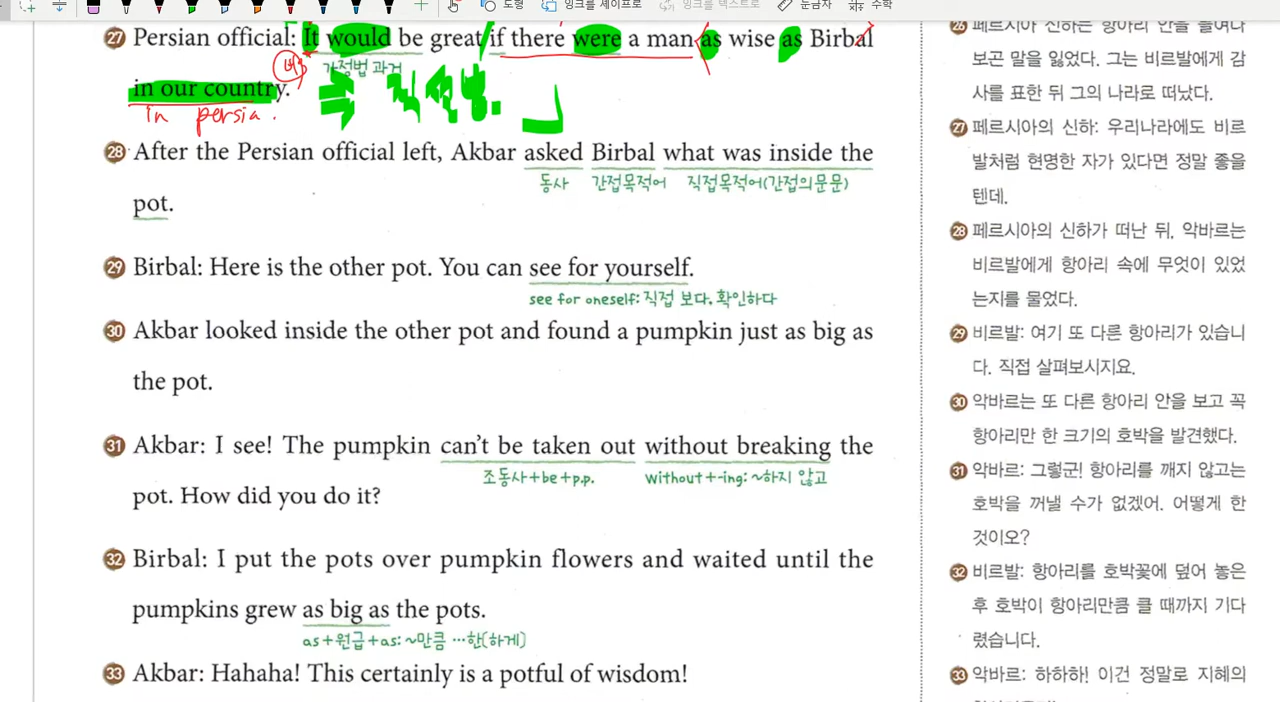 도형
잉크를 셰이프로
잉크를 텍스트로
눈금자
수학
27 Persian official: It would be great if there were a man as wise as Birbal
가정법 과거
in our country.
in persia.
즉 직설법.
28 After the Persian official left, Akbar asked Birbal what was inside the
동사 간접목적어 직접목적어(간접의문문)
pot.
29 Birbal: Here is the other pot. You can see for yourself.
see for oneself: 직접 보다, 확인하다
30 Akbar looked inside the other pot and found a pumpkin just as big as
the pot.
31 Akbar: I see! The pumpkin can't be taken out without breaking the
조동사+be+p.p. without+-ing: ~하지 않고
pot. How did you do it?
32 Birbal: I put the pots over pumpkin flowers and waited until the
pumpkins grew as big as the pots.
as+원급+as: ~만큼 …한(하게)
33 Akbar: Hahaha! This certainly is a potful of wisdom!
26 페르시아 신하는 항아리 안을 들여다
보곤 말을 잃었다. 그는 비르발에게 감
사를 표한 뒤 그의 나라로 떠났다.
27 페르시아의 신하: 우리나라에도 비르
발처럼 현명한 자가 있다면 정말 좋을
텐데.
28 페르시아의 신하가 떠난 뒤, 악바르는
비르발에게 항아리 속에 무엇이 있었
는지를 물었다.
29 비르발: 여기 또 다른 항아리가 있습니
다. 직접 살펴보시지요.
30 악바르는 또 다른 항아리 안을 보고 꼭
항아리만 한 크기의 호박을 발견했다.
31 악바르: 그렇군! 항아리를 깨지 않고는
호박을 꺼낼 수가 없겠어. 어떻게 한
것이오?
32 비르발: 항아리를 호박꽃에 덮어 놓은
후 호박이 항아리만큼 클 때까지 기다
렸습니다.
33 악바르: 하하하! 이건 정말로 지혜의